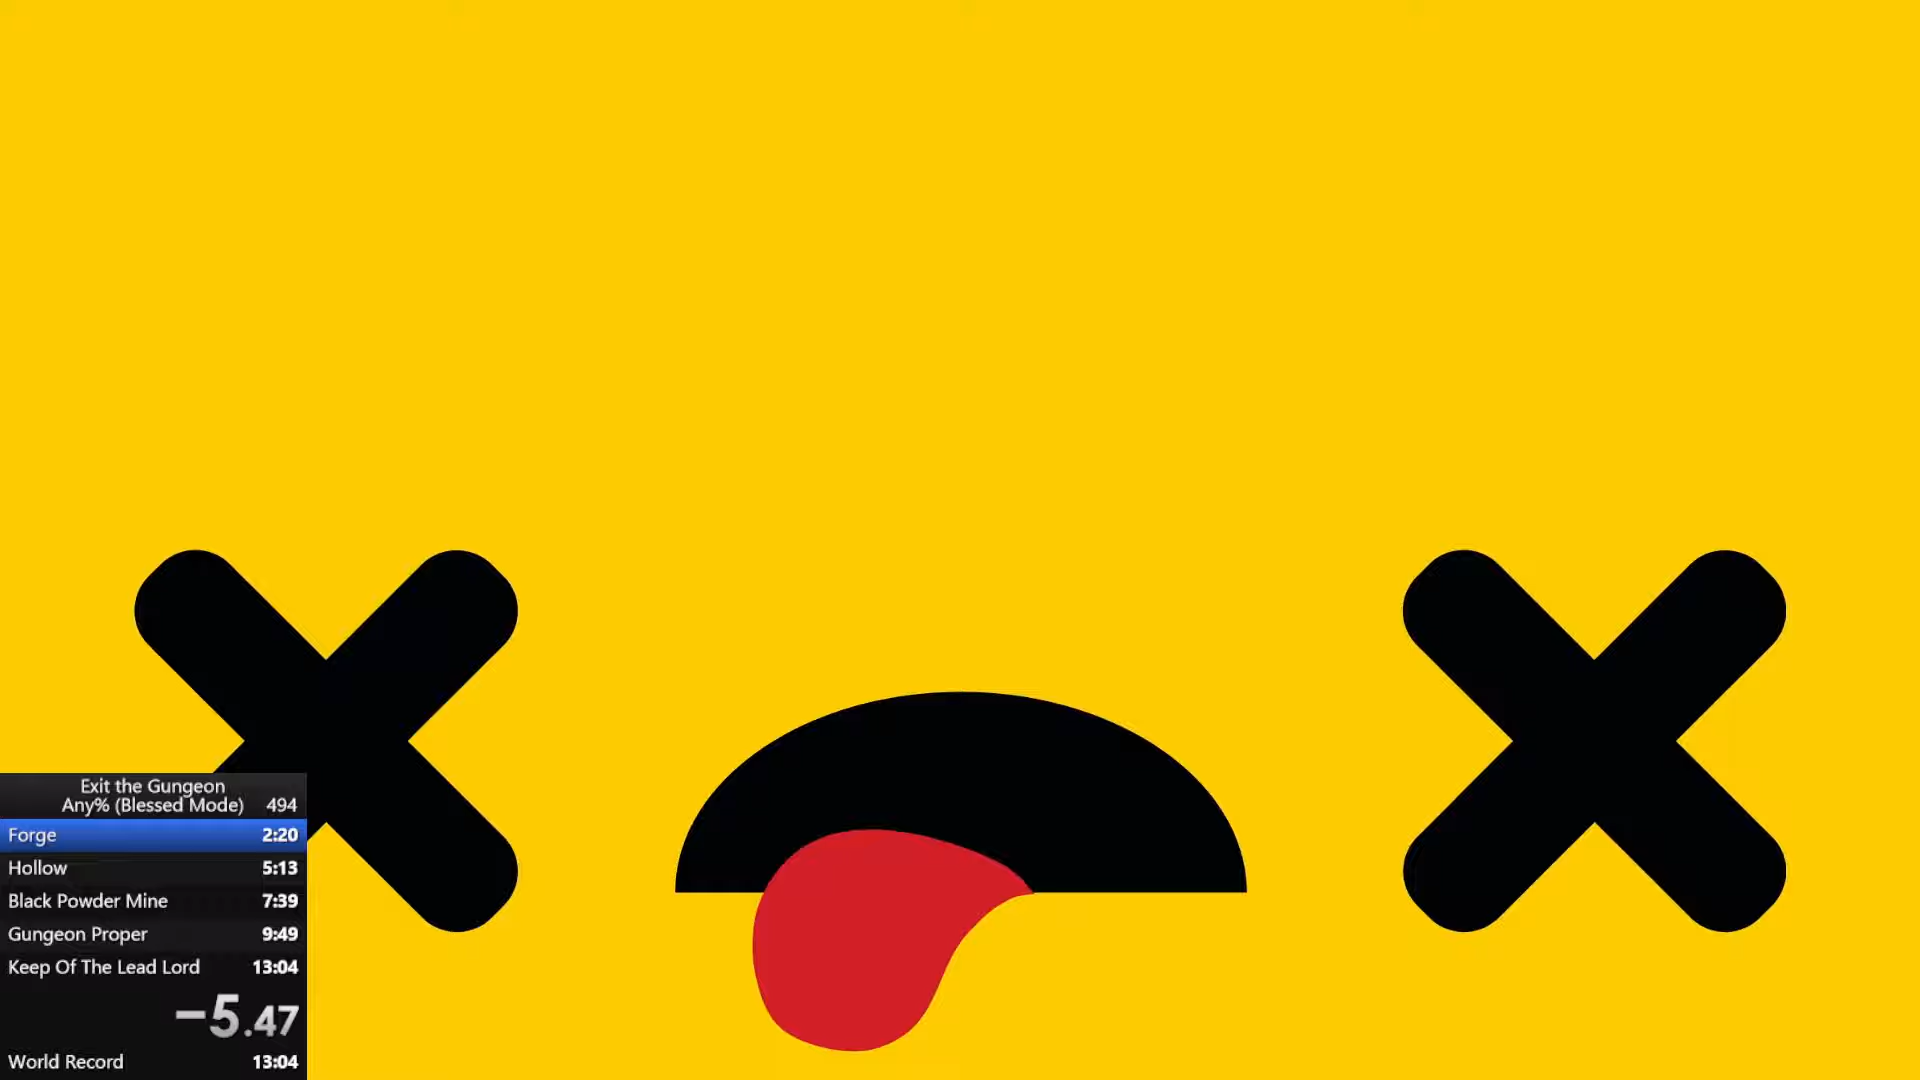 Exit the Gungeon
Any% (Blessed Mode) 494
Forge 2:20
Hollow 5:13
Black Powder Mine 7:39
Gungeon Proper 9:49
Keep Of The Lead Lord 13:04
−5.47
World Record 13:04